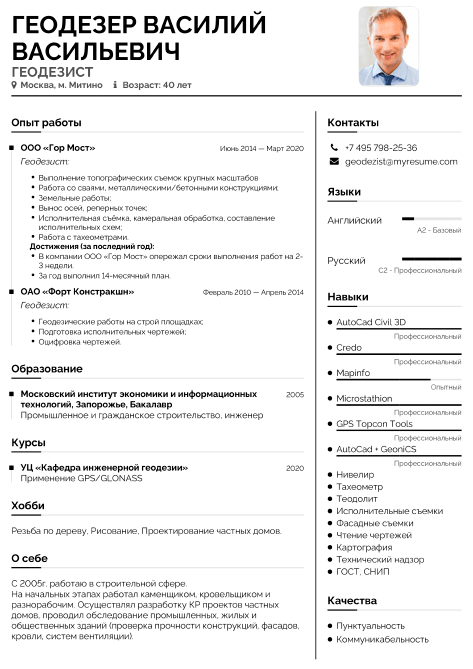 ГЕОДЕЗЕР ВАСИЛИЙ
ВАСИЛЬЕВИЧ
ГЕОДЕЗИСТ
Москва, м. Митино Возраст: 40 лет
Опыт работы
ООО «Гор Мост» Июнь 2014 — Март 2020
Геодезист:
Выполнение топографических съемок крупных масштабов
Работа со сваями, металлическими/бетонными конструкциями;
Земельные работы;
Вынос осей, реперных точек;
Исполнительная съёмка, камеральная обработка, составление
исполнительных схем;
Работа с тахеометрами.
Достижения (за последний год):
В компании ООО «Гор Мост» опережал сроки выполнения работ на 2-
3 недели.
За год выполнил 14-месячный план.
ОАО «Форт Констракшн» Февраль 2010 — Апрель 2014
Геодезист:
Геодезические работы на строй площадках;
Подготовка исполнительных чертежей;
Оцифровка чертежей.
Образование
Московский институт экономики и информационных 2005
технологий, Запорожье, Бакалавр
Промышленное и гражданское строительство, инженер
Курсы
УЦ «Кафедра инженерной геодезии» 2020
Применение GPS/GLONASS
Хобби
Резьба по дереву, Рисование, Проектирование частных домов.
О себе
С 2005г. работаю в строительной сфере.
На начальных этапах работал каменщиком, кровельщиком и
разнорабочим. Осуществлял разработку КР проектов частных
домов, проводил обследование промышленных, жилых и
общественных зданий (проверка прочности конструкций, фасадов,
кровли, систем вентиляции).
Контакты
+7 495 798-25-36
geodezist@myresume.com
Языки
Английский
A2 - Базовый
Русский
C2 - Профессиональный
Навыки
AutoCad Civil 3D
Профессиональный
Credo
Профессиональный
Mapinfo
Опытный
Microstathion
Профессиональный
GPS Topcon Tools
Профессиональный
AutoCad + GeoniCS
Профессиональный
Нивелир
Тахеометр
Теодолит
Исполнительные съемки
Фасадные съемки
Чтение чертежей
Картография
Технический надзор
ГОСТ, СНИП
Качества
Пунктуальность
Коммуникабельность